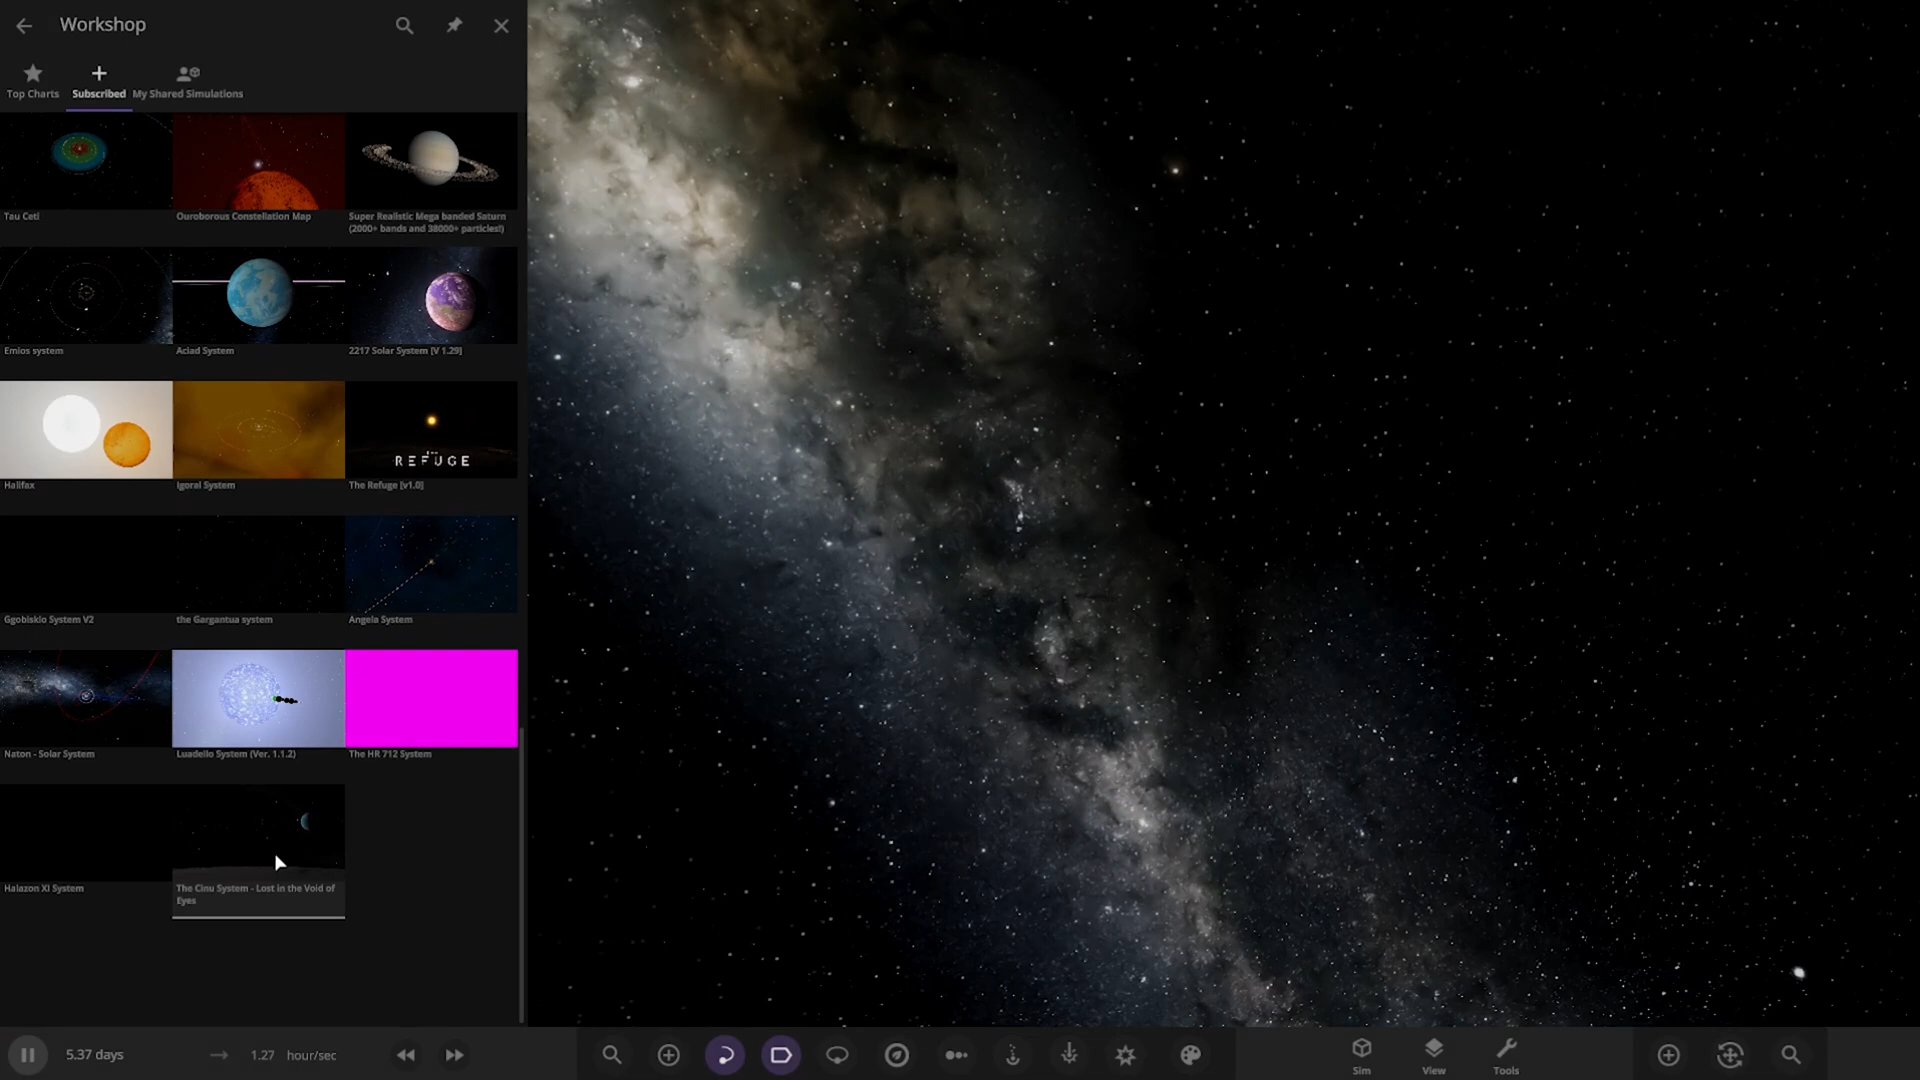 Workshop
Top Charts
Subscribed
My Shared Simulations
Tau Ceti
Ouroborous Constellation Map
Super Realistic Mega banded Saturn
(2000+ bands and 38000+ particles!)
Emios system
Aciad System
2217 Solar System [V 1.29]
REFUGE
Halifax
Igoral System
The Refuge [v1.0]
Ggobiskio System V2
the Gargantua system
Angela System
Naton - Solar System
Luadello System (Ver. 1.1.2)
The HR 712 System
Halazon XI System
The Cinu System - Lost in the Void of
Eyes
5.37 days
1.27 hour/sec
Sim
View
Tools